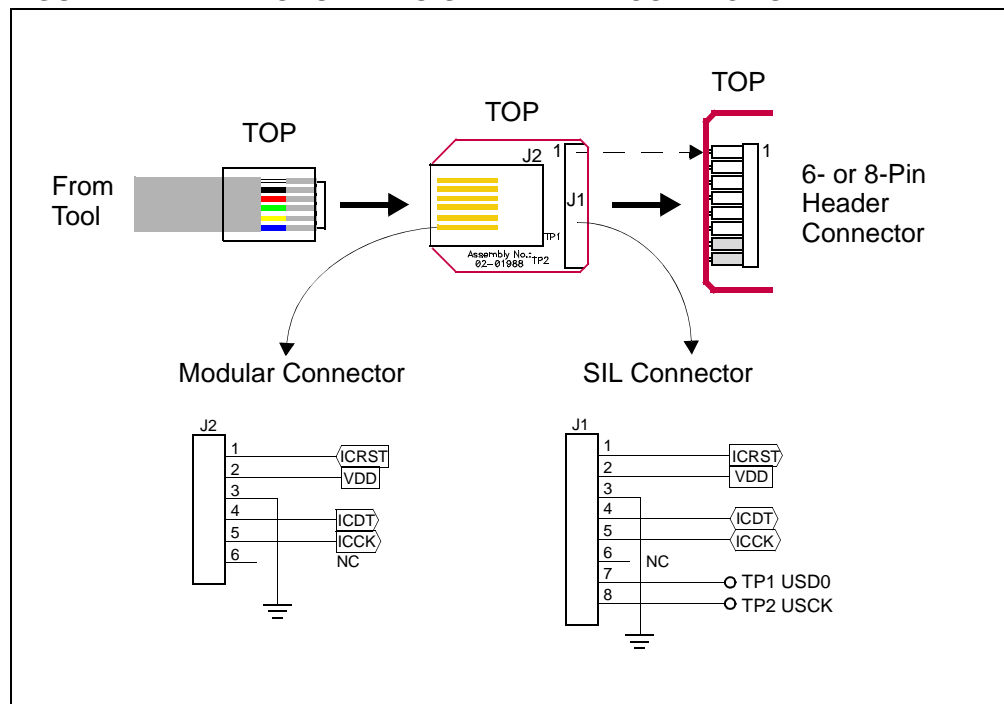 TOP
TOP
TOP
From
Tool
J2
1
J1
TP1
Assembly No.:
02-01988
TP2
1
6- or 8-Pin
Header
Connector
Modular Connector
SIL Connector
J2
1
ICRST
2
VDD
3
4
ICDT
5
ICCK
6
NC
J1
1
ICRST
2
VDD
3
4
ICDT
5
ICCK
6
NC
7
TP1 USD0
8
TP2 USCK